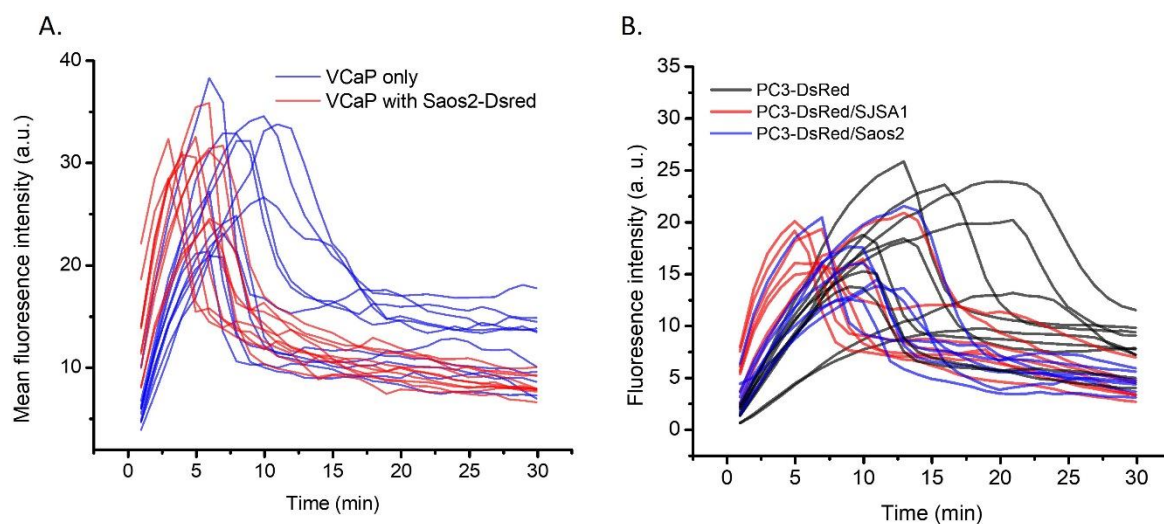 A.
40
30
20
10
0
5
10
15
20
25
30
Mean fluoresence intensity (a.u.)
Time (min)
VCaP only
VCaP with Saos2-Dsred
B.
35
30
25
20
15
10
5
0
0
5
10
15
20
25
30
Fluoresence intensity (a. u.)
Time (min)
PC3-DsRed
PC3-DsRed/SJSA1
PC3-DsRed/Saos2